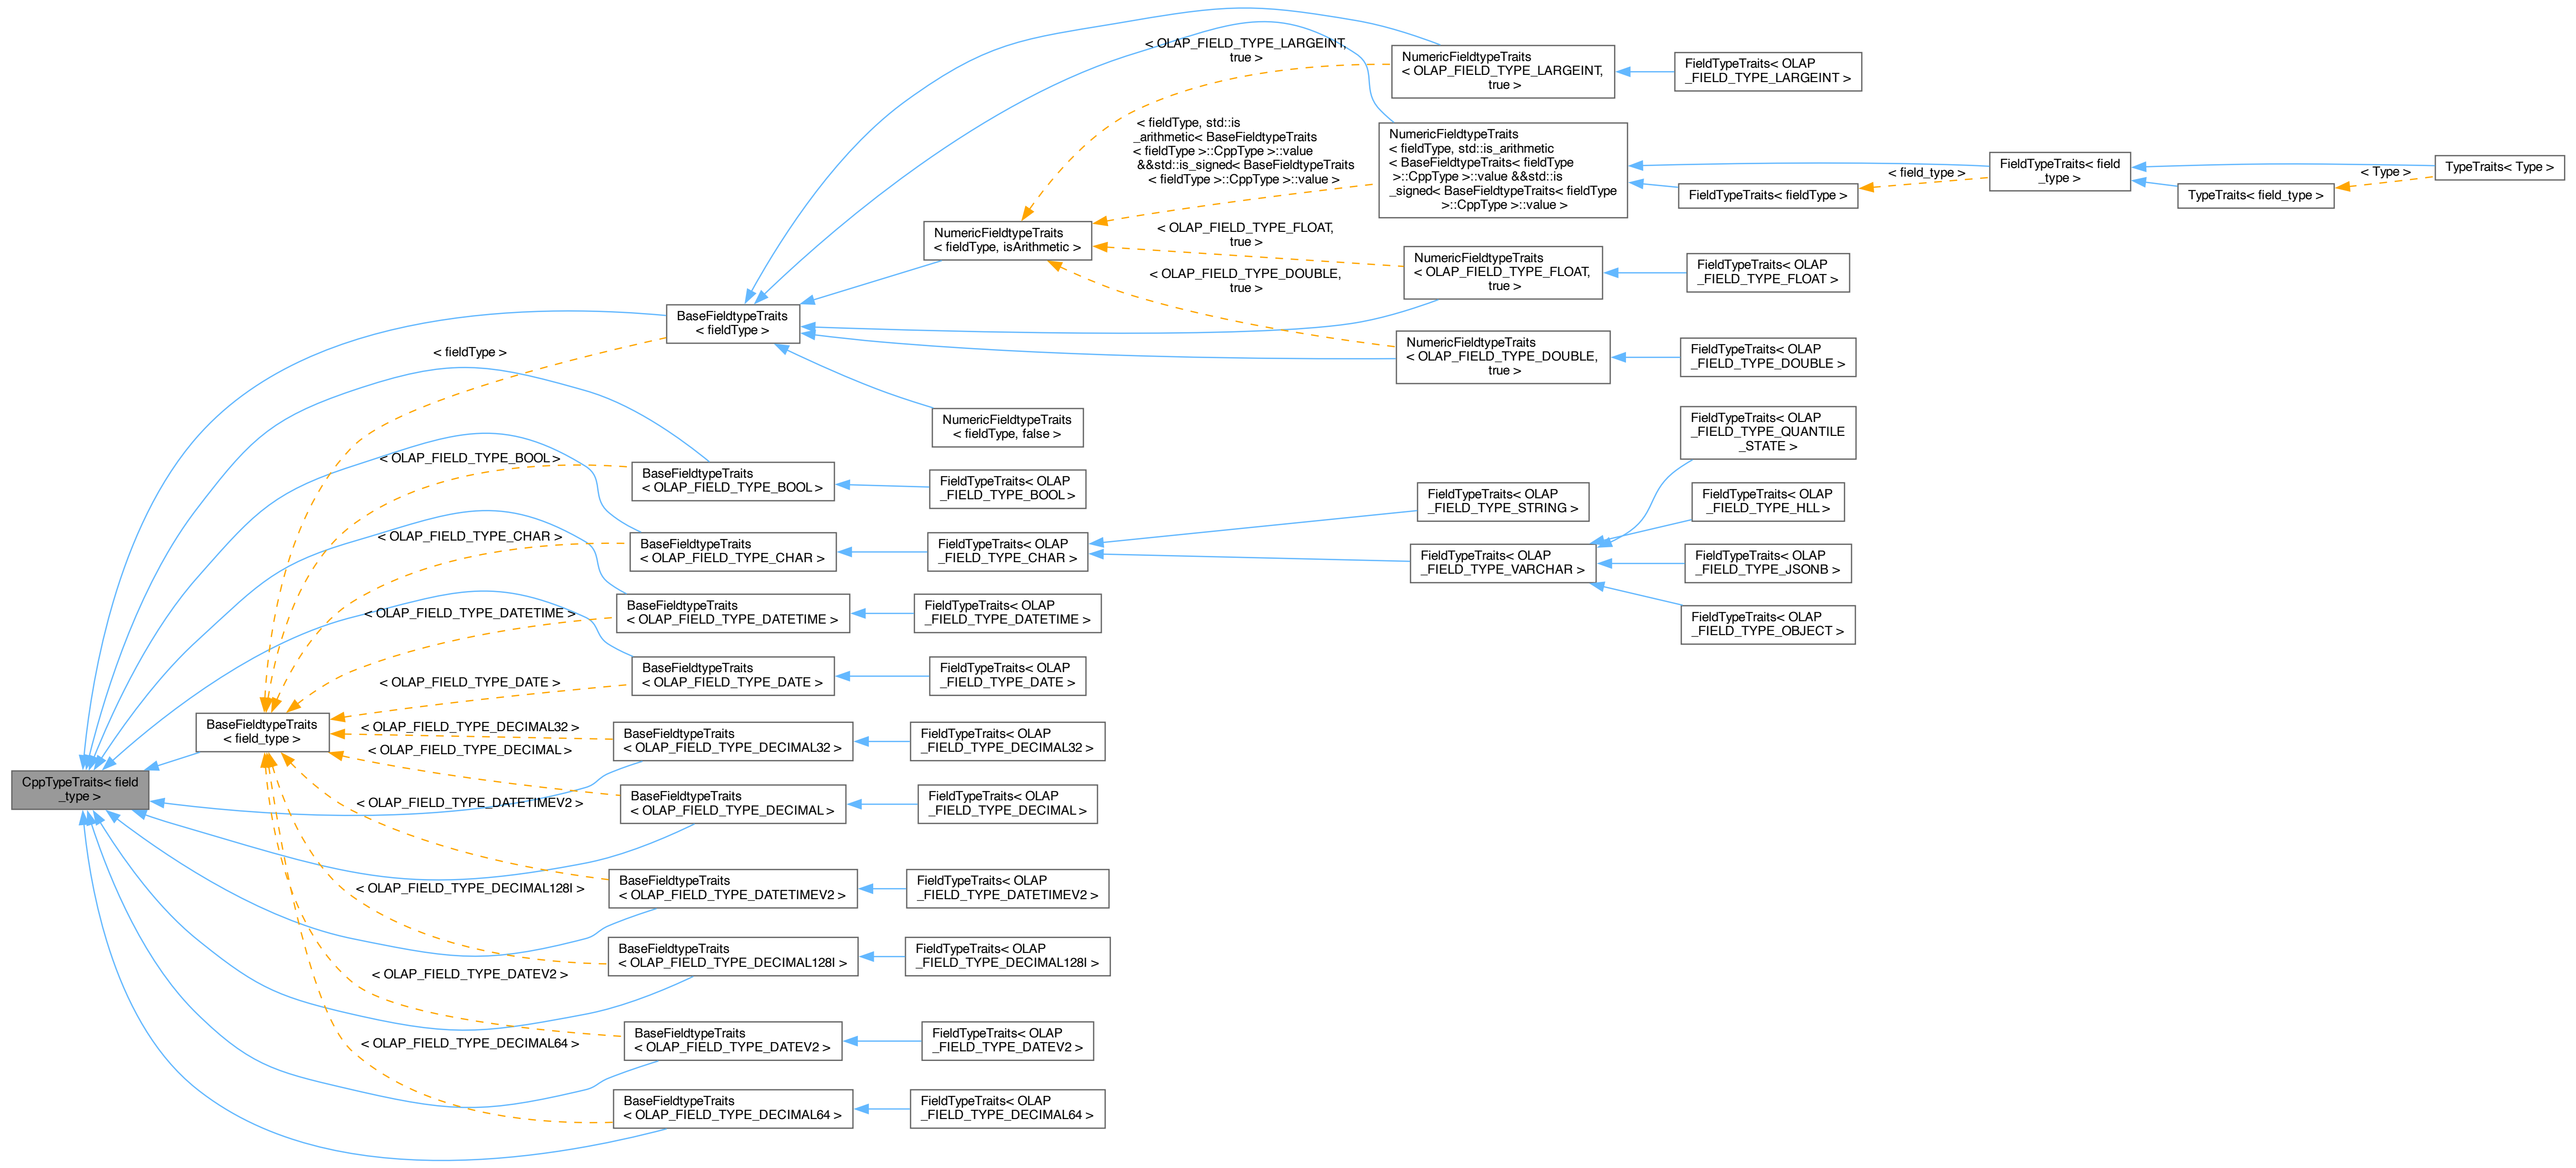 CppTypeTraits< field
_type >
BaseFieldtypeTraits
< field_type >
< fieldType >
< OLAP_FIELD_TYPE_BOOL >
< OLAP_FIELD_TYPE_CHAR >
< OLAP_FIELD_TYPE_DATETIME >
< OLAP_FIELD_TYPE_DATE >
< OLAP_FIELD_TYPE_DECIMAL32 >
< OLAP_FIELD_TYPE_DECIMAL >
< OLAP_FIELD_TYPE_DATETIMEV2 >
< OLAP_FIELD_TYPE_DECIMAL128I >
< OLAP_FIELD_TYPE_DATEV2 >
< OLAP_FIELD_TYPE_DECIMAL64 >
BaseFieldtypeTraits
< fieldType >
BaseFieldtypeTraits
< OLAP_FIELD_TYPE_BOOL >
BaseFieldtypeTraits
< OLAP_FIELD_TYPE_CHAR >
BaseFieldtypeTraits
< OLAP_FIELD_TYPE_DATETIME >
BaseFieldtypeTraits
< OLAP_FIELD_TYPE_DATE >
BaseFieldtypeTraits
< OLAP_FIELD_TYPE_DECIMAL32 >
BaseFieldtypeTraits
< OLAP_FIELD_TYPE_DECIMAL >
BaseFieldtypeTraits
< OLAP_FIELD_TYPE_DATETIMEV2 >
BaseFieldtypeTraits
< OLAP_FIELD_TYPE_DECIMAL128I >
BaseFieldtypeTraits
< OLAP_FIELD_TYPE_DATEV2 >
BaseFieldtypeTraits
< OLAP_FIELD_TYPE_DECIMAL64 >
NumericFieldtypeTraits
< fieldType, isArithmetic >
NumericFieldtypeTraits
< fieldType, false >
FieldTypeTraits< OLAP
_FIELD_TYPE_BOOL >
FieldTypeTraits< OLAP
_FIELD_TYPE_CHAR >
FieldTypeTraits< OLAP
_FIELD_TYPE_DATETIME >
FieldTypeTraits< OLAP
_FIELD_TYPE_DATE >
FieldTypeTraits< OLAP
_FIELD_TYPE_DECIMAL32 >
FieldTypeTraits< OLAP
_FIELD_TYPE_DECIMAL >
FieldTypeTraits< OLAP
_FIELD_TYPE_DATETIMEV2 >
FieldTypeTraits< OLAP
_FIELD_TYPE_DECIMAL128I >
FieldTypeTraits< OLAP
_FIELD_TYPE_DATEV2 >
FieldTypeTraits< OLAP
_FIELD_TYPE_DECIMAL64 >
< OLAP_FIELD_TYPE_LARGEINT,
true >
< fieldType, std::is
_arithmetic< BaseFieldtypeTraits
< fieldType >::CppType >::value
&&std::is_signed< BaseFieldtypeTraits
< fieldType >::CppType >::value >
< OLAP_FIELD_TYPE_FLOAT,
true >
< OLAP_FIELD_TYPE_DOUBLE,
true >
NumericFieldtypeTraits
< OLAP_FIELD_TYPE_LARGEINT,
true >
NumericFieldtypeTraits
< fieldType, std::is_arithmetic
< BaseFieldtypeTraits< fieldType
>::CppType >::value &&std::is
_signed< BaseFieldtypeTraits< fieldType
>::CppType >::value >
NumericFieldtypeTraits
< OLAP_FIELD_TYPE_FLOAT,
true >
NumericFieldtypeTraits
< OLAP_FIELD_TYPE_DOUBLE,
true >
FieldTypeTraits< OLAP
_FIELD_TYPE_STRING >
FieldTypeTraits< OLAP
_FIELD_TYPE_VARCHAR >
FieldTypeTraits< OLAP
_FIELD_TYPE_LARGEINT >
FieldTypeTraits< fieldType >
FieldTypeTraits< OLAP
_FIELD_TYPE_FLOAT >
FieldTypeTraits< OLAP
_FIELD_TYPE_DOUBLE >
FieldTypeTraits< OLAP
_FIELD_TYPE_QUANTILE
_STATE >
FieldTypeTraits< OLAP
_FIELD_TYPE_HLL >
FieldTypeTraits< OLAP
_FIELD_TYPE_JSONB >
FieldTypeTraits< OLAP
_FIELD_TYPE_OBJECT >
< field_type >
FieldTypeTraits< field
_type >
TypeTraits< field_type >
< Type >
TypeTraits< Type >